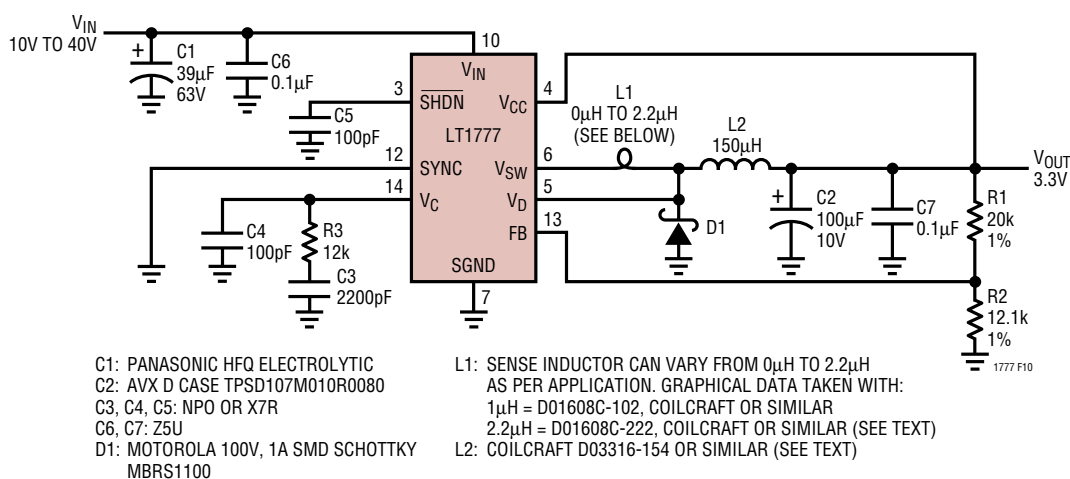 VIN
10V TO 40V
+
C1
39µF
63V
C6
0.1µF
10
VIN
3
SHDN
C5
100pF
LT1777
4
VCC
L1
0µH TO 2.2µH
(SEE BELOW)
L2
150µH
12
SYNC
6
VSW
VOUT
3.3V
14
VC
5
VD
D1
+
C2
100µF
10V
C7
0.1µF
R1
20k
1%
C4
100pF
R3
12k
13
FB
C3
2200pF
SGND
7
R2
12.1k
1%
1777 F10
C1: PANASONIC HFQ ELECTROLYTIC
C2: AVX D CASE TPSD107M010R0080
C3, C4, C5: NPO OR X7R
C6, C7: Z5U
D1: MOTOROLA 100V, 1A SMD SCHOTTKY
MBRS1100
L1: SENSE INDUCTOR CAN VARY FROM 0µH TO 2.2µH
AS PER APPLICATION. GRAPHICAL DATA TAKEN WITH:
1µH = D01608C-102, COILCRAFT OR SIMILAR
2.2µH = D01608C-222, COILCRAFT OR SIMILAR (SEE TEXT)
L2: COILCRAFT D03316-154 OR SIMILAR (SEE TEXT)